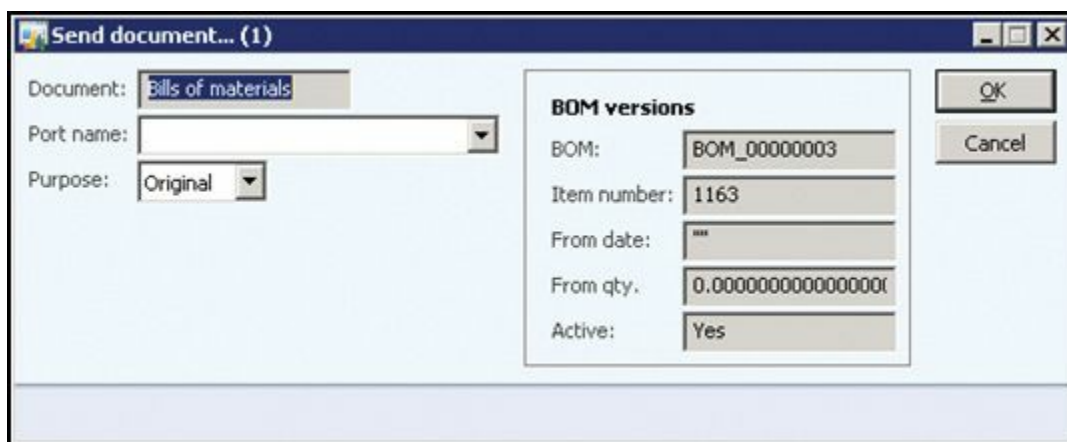 Send document... (1)
Document: Bills of materials
Port name:
Purpose: Original
BOM versions
BOM: BOM_00000003
Item number: 1163
From date: ""
From qty. 0.000000000000000(
Active: Yes
OK
Cancel